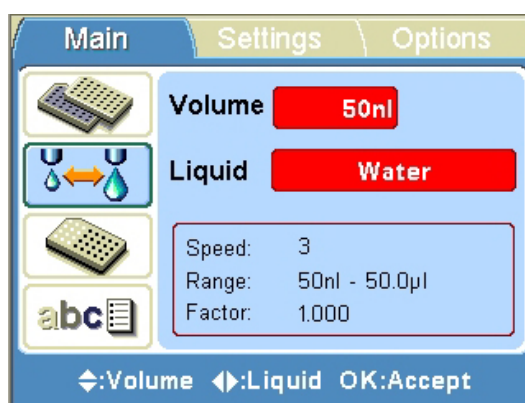 Main Settings Options
Volume 50nl
Liquid Water
Speed: 3
Range: 50nl - 50.0µl
Factor: 1.000
abc
:Volume :Liquid OK:Accept